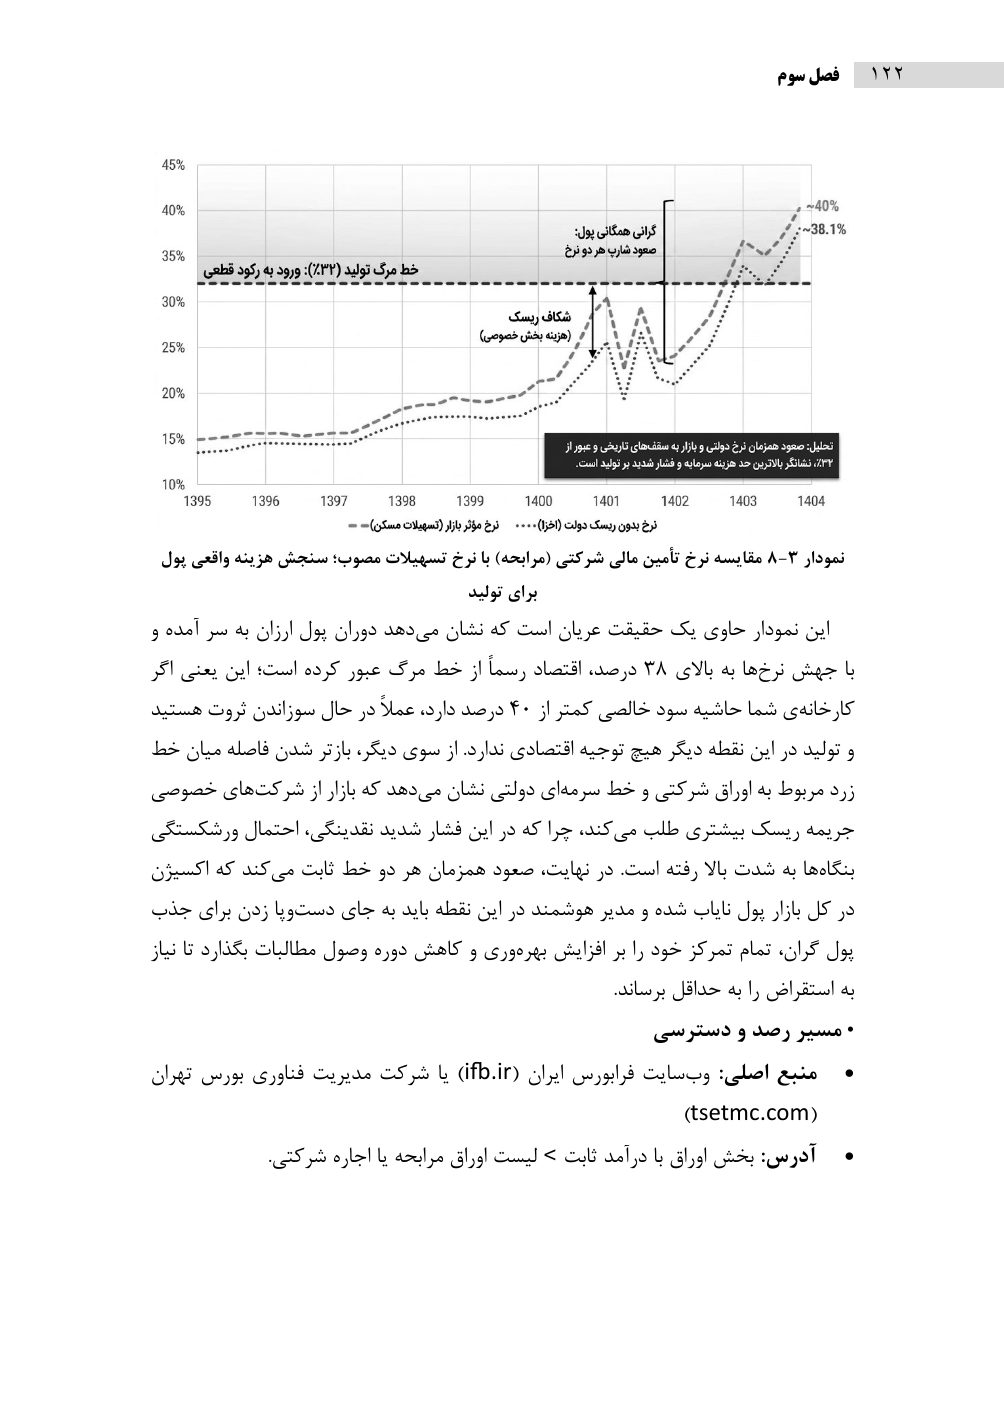 فصل سوم ۱۲۲
45%
40%
35%
30%
25%
20%
15%
10%
~40%
~38.1%
گرانی همگانی پول:
صعود شارپ هر دو نرخ
خط مرگ تولید (۳۲٪): ورود به رکود قطعی
شکاف ریسک
(هزینه بخش خصوصی)
تحلیل: صعود همزمان نرخ دولتی و بازار به سقف‌های تاریخی و عبور از
۳۲٪، نشانگر بالاترین حد هزینه سرمایه و فشار شدید بر تولید است.
1395 1396 1397 1398 1399 1400 1401 1402 1403 1404
نرخ بدون ریسک دولت (اخزا) نرخ مؤثر بازار (تسهیلات مسکن)
نمودار ۳-۸ مقایسه نرخ تأمین مالی شرکتی (مرابحه) با نرخ تسهیلات مصوب؛ سنجش هزینه واقعی پول
برای تولید
این نمودار حاوی یک حقیقت عریان است که نشان می‌دهد دوران پول ارزان به سر آمده و
با جهش نرخ‌ها به بالای ۳۸ درصد، اقتصاد رسماً از خط مرگ عبور کرده است؛ این یعنی اگر
کارخانه‌ی شما حاشیه سود خالصی کمتر از ۴۰ درصد دارد، عملاً در حال سوزاندن ثروت هستید
و تولید در این نقطه دیگر هیچ توجیه اقتصادی ندارد. از سوی دیگر، بازتر شدن فاصله میان خط
زرد مربوط به اوراق شرکتی و خط سرمه‌ای دولتی نشان می‌دهد که بازار از شرکت‌های خصوصی
جریمه ریسک بیشتری طلب می‌کند، چرا که در این فشار شدید نقدینگی، احتمال ورشکستگی
بنگاه‌ها به شدت بالا رفته است. در نهایت، صعود همزمان هر دو خط ثابت می‌کند که اکسیژن
در کل بازار پول نایاب شده و مدیر هوشمند در این نقطه باید به جای دست‌وپا زدن برای جذب
پول گران، تمام تمرکز خود را بر افزایش بهره‌وری و کاهش دوره وصول مطالبات بگذارد تا نیاز
به استقراض را به حداقل برساند.
• مسیر رصد و دسترسی
• منبع اصلی: وب‌سایت فرابورس ایران (ifb.ir) یا شرکت مدیریت فناوری بورس تهران
(tsetmc.com)
• آدرس: بخش اوراق با درآمد ثابت > لیست اوراق مرابحه یا اجاره شرکتی.